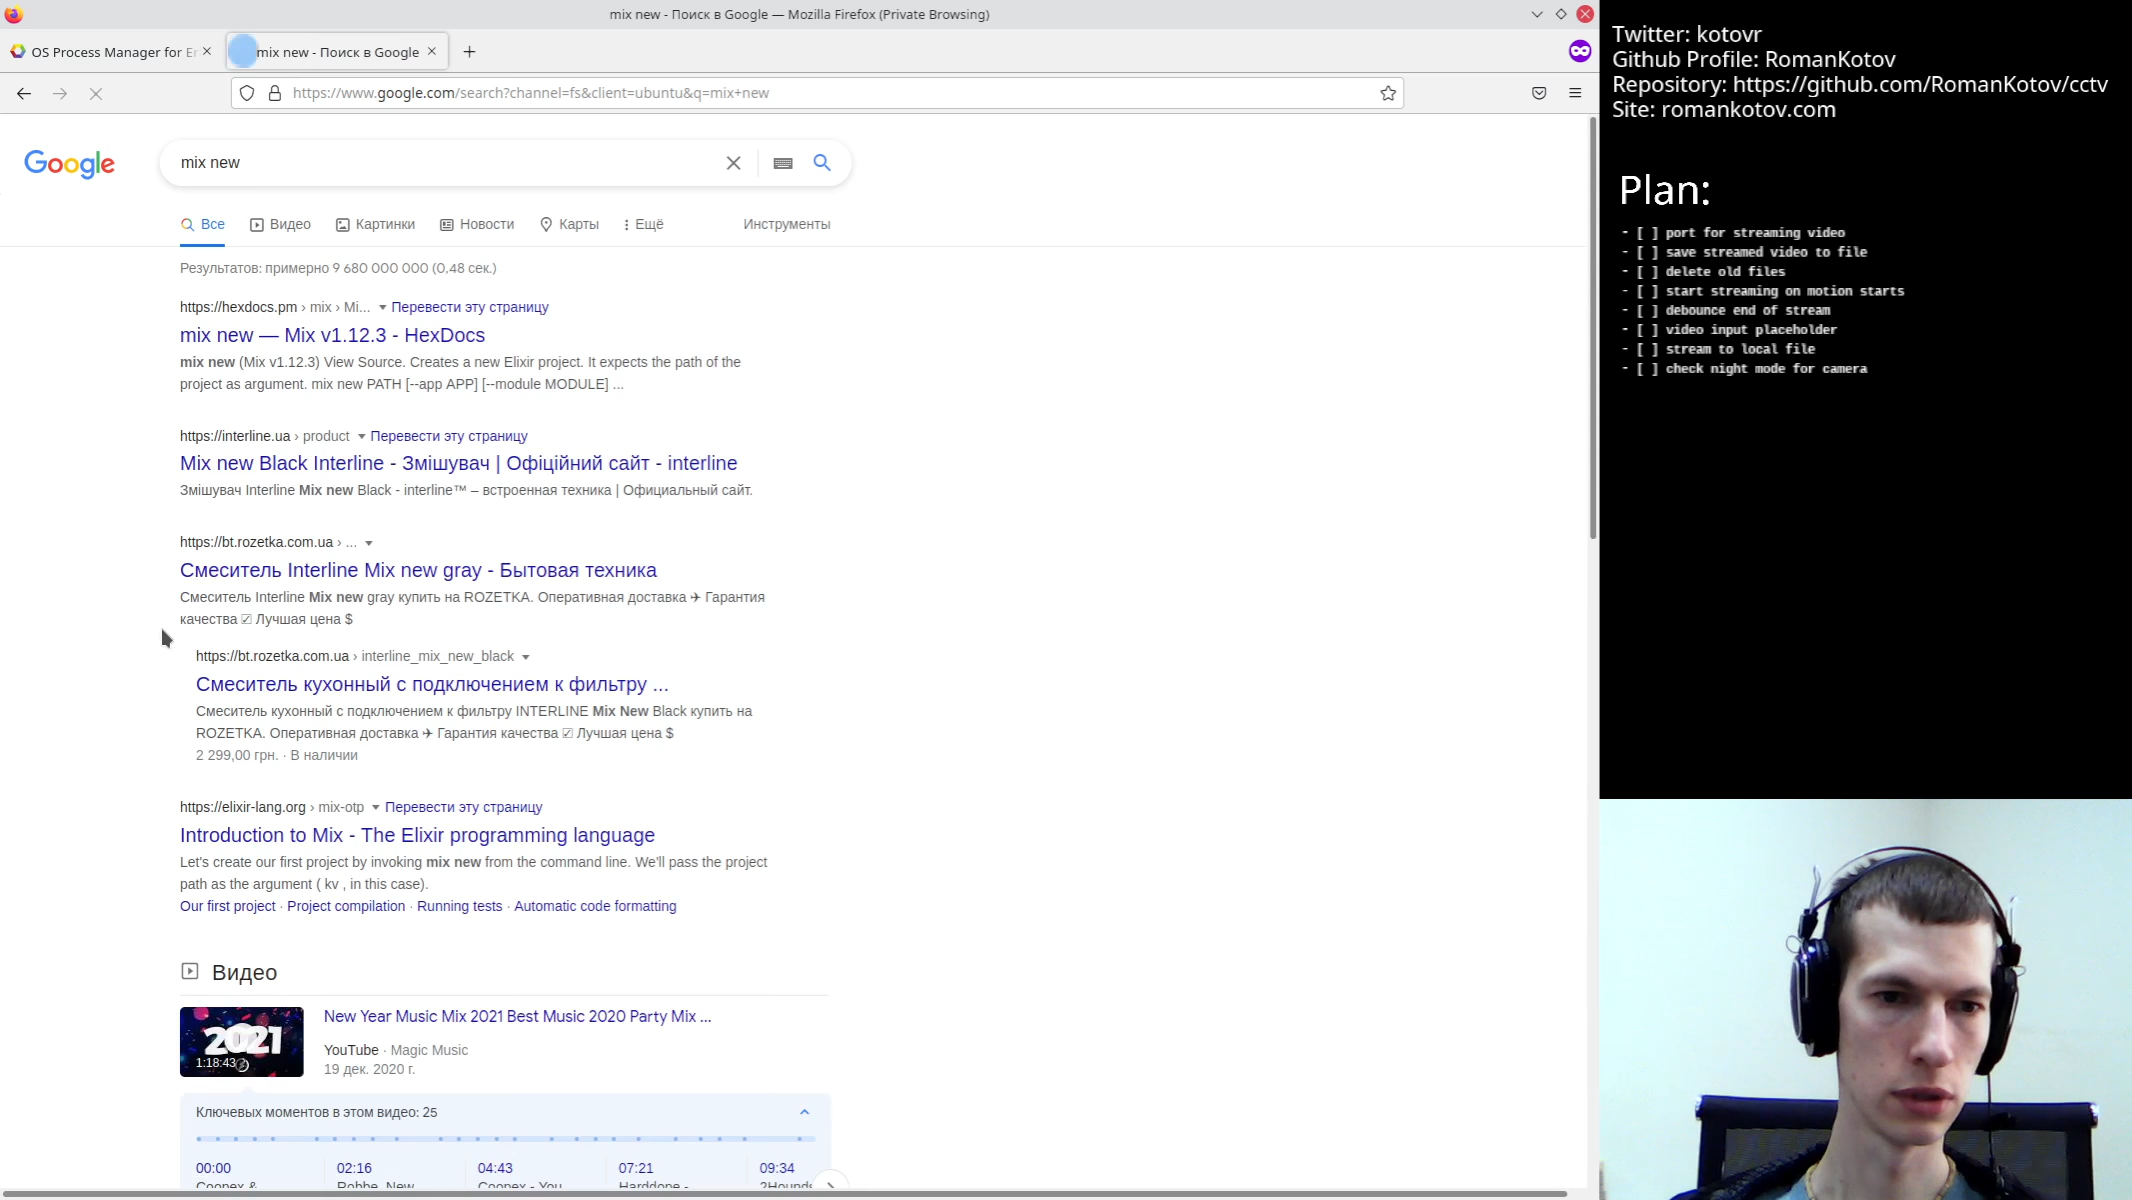 mix new - Поиск в Google — Mozilla Firefox (Private Browsing)
OS Process Manager for Er
mix new - Поиск в Google
https://www.google.com/search?channel=fs&client=ubuntu&q=mix+new
Google
mix new
Все
Видео
Картинки
Новости
Карты
Ещё
Инструменты
Результатов: примерно 9 680 000 000 (0,48 сек.)
https://hexdocs.pm › mix › Mi... Перевести эту страницу
mix new — Mix v1.12.3 - HexDocs
mix new (Mix v1.12.3) View Source. Creates a new Elixir project. It expects the path of the
project as argument. mix new PATH [--app APP] [--module MODULE] ...
https://interline.ua › product Перевести эту страницу
Mix new Black Interline - Змішувач | Офіційний сайт - interline
Змішувач Interline Mix new Black - interline™ – встроенная техника | Официальный сайт.
https://bt.rozetka.com.ua › ...
Смеситель Interline Mix new gray - Бытовая техника
Смеситель Interline Mix new gray купить на ROZETKA. Оперативная доставка ✈ Гарантия
качества ☑ Лучшая цена $
https://bt.rozetka.com.ua › interline_mix_new_black
Смеситель кухонный с подключением к фильтру ...
Смеситель кухонный с подключением к фильтру INTERLINE Mix New Black купить на
ROZETKA. Оперативная доставка ✈ Гарантия качества ☑ Лучшая цена $
2 299,00 грн. · В наличии
https://elixir-lang.org › mix-otp Перевести эту страницу
Introduction to Mix - The Elixir programming language
Let's create our first project by invoking mix new from the command line. We'll pass the project
path as the argument ( kv , in this case).
Our first project · Project compilation · Running tests · Automatic code formatting
Видео
2021
1:18:43
New Year Music Mix 2021 Best Music 2020 Party Mix ...
YouTube · Magic Music
19 дек. 2020 г.
Ключевых моментов в этом видео: 25
00:00
02:16
04:43
07:21
09:34
Coopex &
Robbe, New
Coopex - You
Harddope -
2Hounds
Twitter: kotovr
Github Profile: RomanKotov
Repository: https://github.com/RomanKotov/cctv
Site: romankotov.com
Plan:
- [ ] port for streaming video
- [ ] save streamed video to file
- [ ] delete old files
- [ ] start streaming on motion starts
- [ ] debounce end of stream
- [ ] video input placeholder
- [ ] stream to local file
- [ ] check night mode for camera